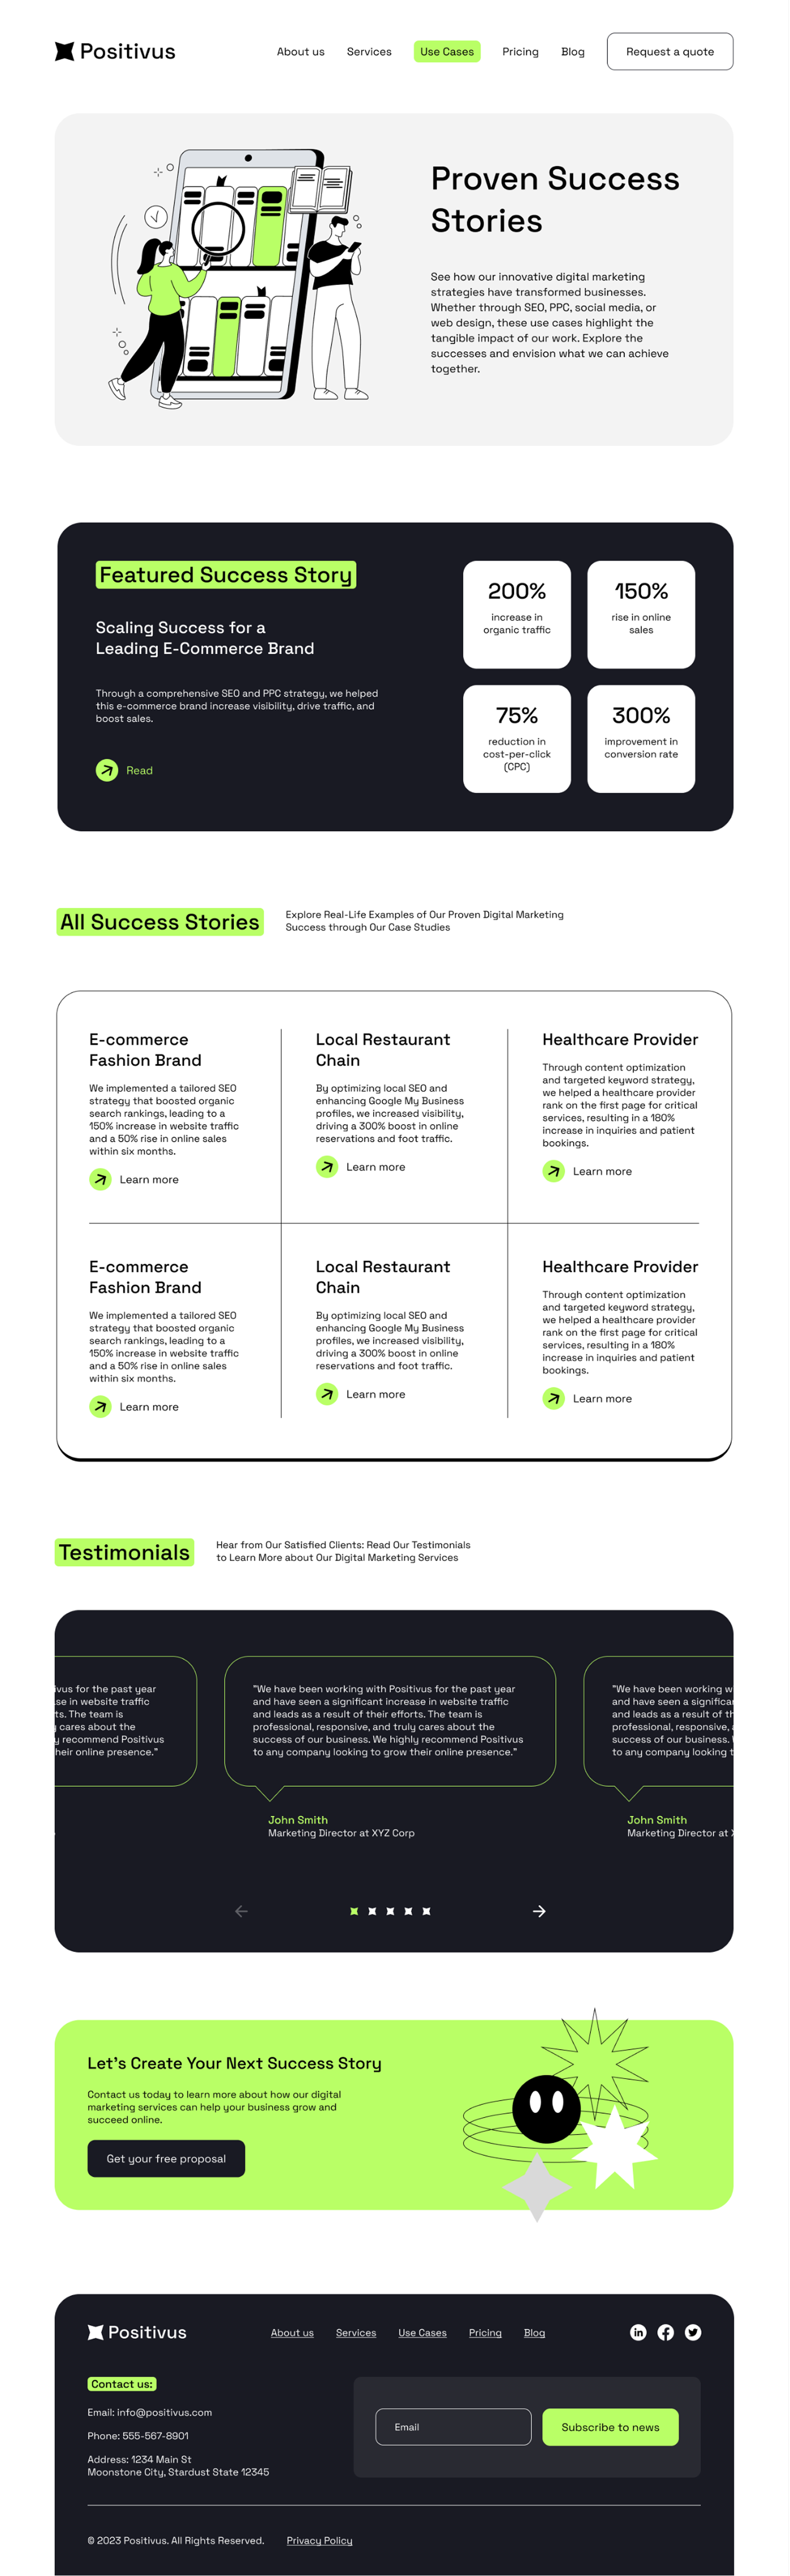 Positivus
About us
Services
Use Cases
Pricing
Blog
Request a quote
Proven Success
Stories
See how our innovative digital marketing
strategies have transformed businesses.
Whether through SEO, PPC, social media, or
web design, these use cases highlight the
tangible impact of our work. Explore the
successes and envision what we can achieve
together.
Featured Success Story
Scaling Success for a
Leading E-Commerce Brand
Through a comprehensive SEO and PPC strategy, we helped
this e-commerce brand increase visibility, drive traffic, and
boost sales.
Read
200%
increase in
organic traffic
150%
rise in online
sales
75%
reduction in
cost-per-click
(CPC)
300%
improvement in
conversion rate
All Success Stories
Explore Real-Life Examples of Our Proven Digital Marketing
Success through Our Case Studies
E-commerce
Fashion Brand
We implemented a tailored SEO
strategy that boosted organic
search rankings, leading to a
150% increase in website traffic
and a 50% rise in online sales
within six months.
Learn more
Local Restaurant
Chain
By optimizing local SEO and
enhancing Google My Business
profiles, we increased visibility,
driving a 300% boost in online
reservations and foot traffic.
Learn more
Healthcare Provider
Through content optimization
and targeted keyword strategy,
we helped a healthcare provider
rank on the first page for critical
services, resulting in a 180%
increase in inquiries and patient
bookings.
Learn more
E-commerce
Fashion Brand
We implemented a tailored SEO
strategy that boosted organic
search rankings, leading to a
150% increase in website traffic
and a 50% rise in online sales
within six months.
Learn more
Local Restaurant
Chain
By optimizing local SEO and
enhancing Google My Business
profiles, we increased visibility,
driving a 300% boost in online
reservations and foot traffic.
Learn more
Healthcare Provider
Through content optimization
and targeted keyword strategy,
we helped a healthcare provider
rank on the first page for critical
services, resulting in a 180%
increase in inquiries and patient
bookings.
Learn more
Testimonials
Hear from Our Satisfied Clients: Read Our Testimonials
to Learn More about Our Digital Marketing Services
for the past year
in website traffic
The team is
cares about the
recommend Positivus
their online presence."
"We have been working with Positivus for the past year
and have seen a significant increase in website traffic
and leads as a result of their efforts. The team is
professional, responsive, and truly cares about the
success of our business. We highly recommend Positivus
to any company looking to grow their online presence."
John Smith
Marketing Director at XYZ Corp
"We have been working
and have seen a
and leads as a result of
professional, responsive,
success of our business.
to any company looking
John Smith
Marketing Director at
Let's Create Your Next Success Story
Contact us today to learn more about how our digital
marketing services can help your business grow and
succeed online.
Get your free proposal
Positivus
About us
Services
Use Cases
Pricing
Blog
in
Contact us:
Email: info@positivus.com
Phone: 555-567-8901
Address: 1234 Main St
Moonstone City, Stardust State 12345
Email
Subscribe to news
© 2023 Positivus. All Rights Reserved.
Privacy Policy